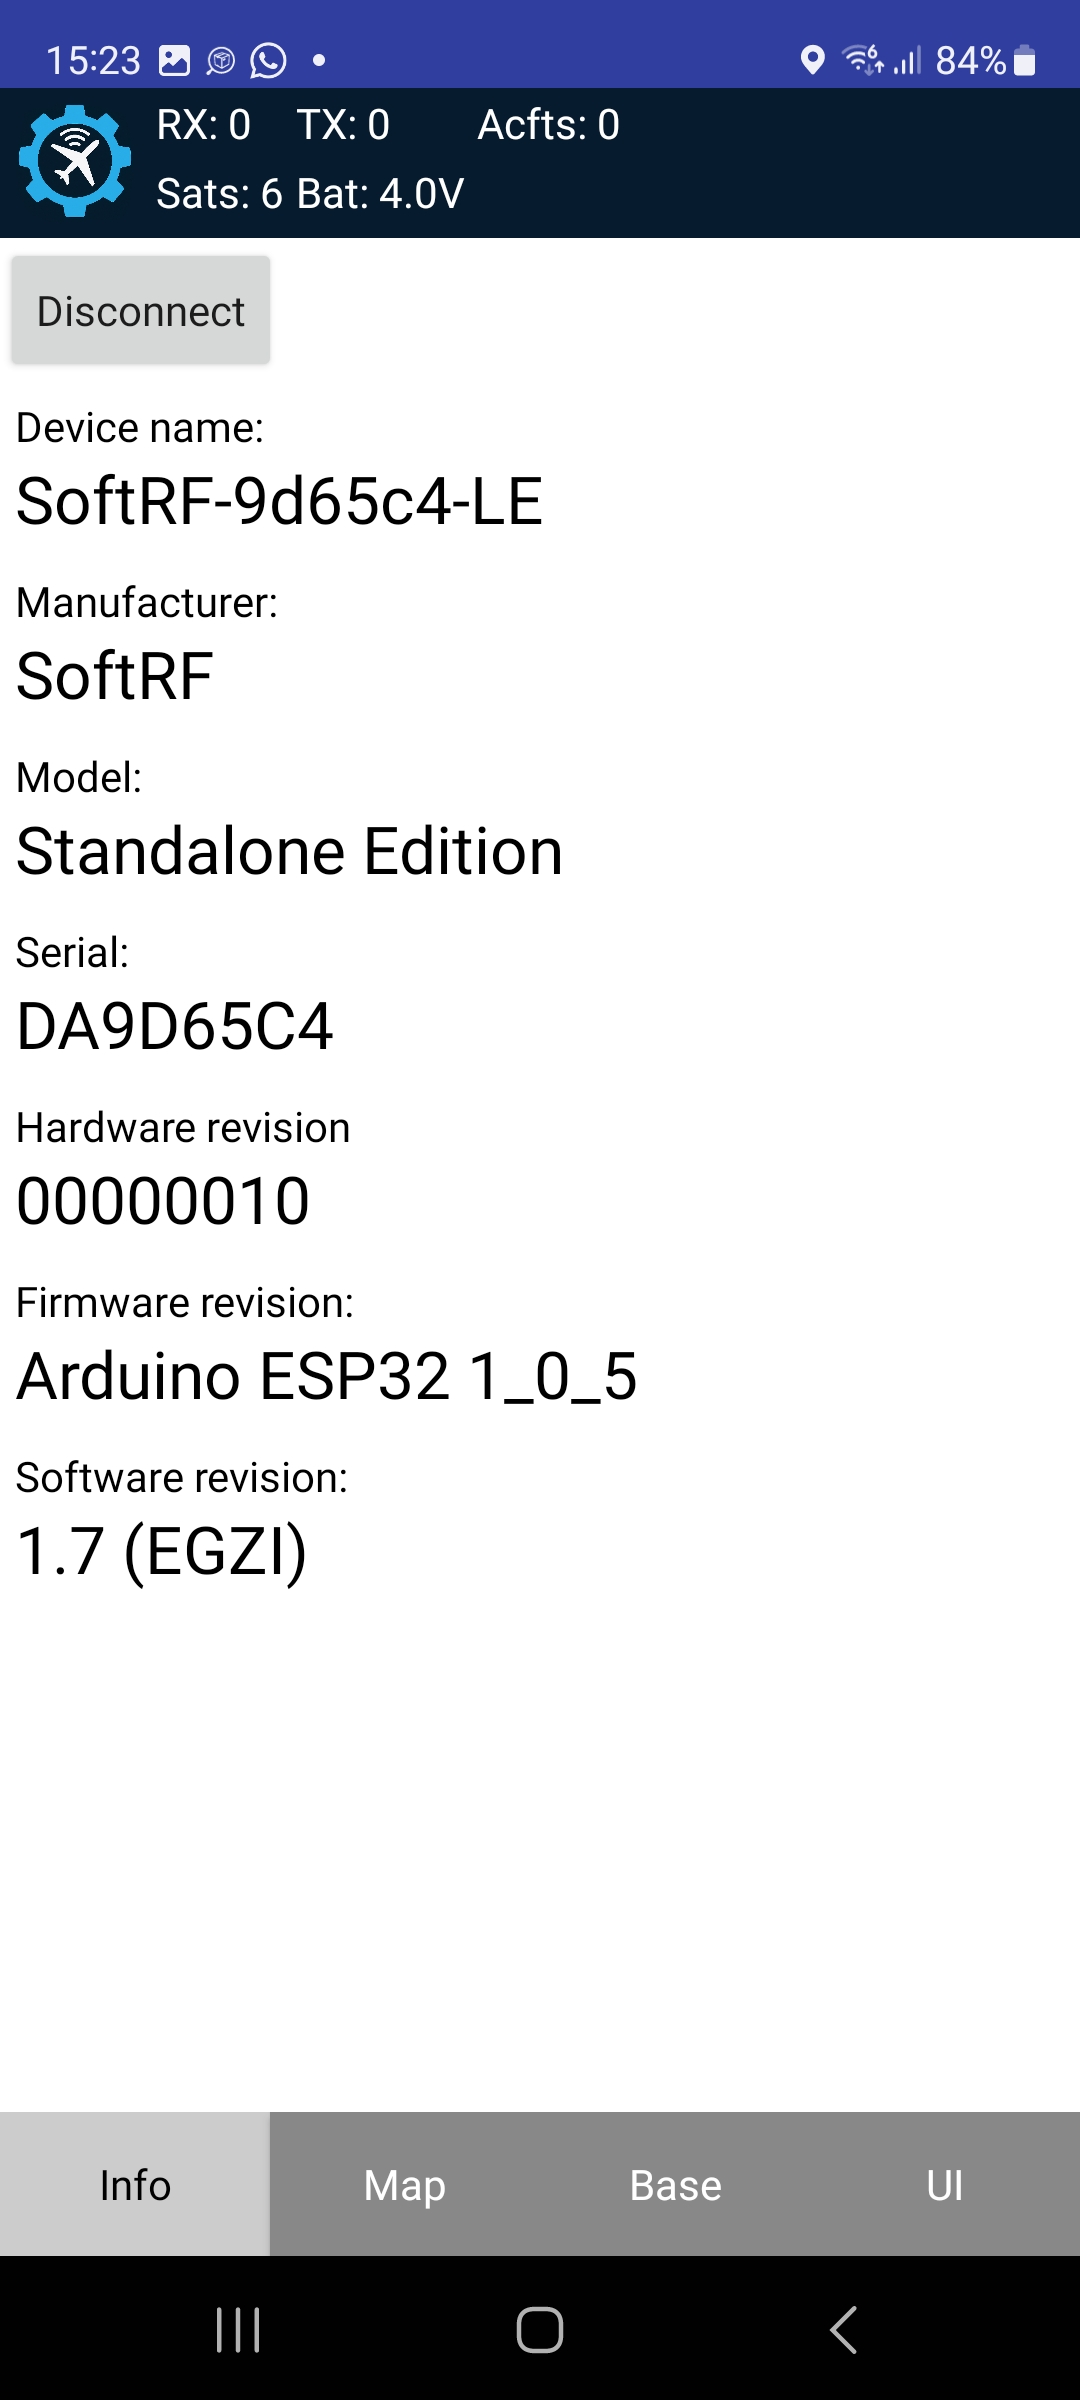 15:23 84%
RX: 0 TX: 0 Acfts: 0
Sats: 6 Bat: 4.0V
Disconnect
Device name:
SoftRF-9d65c4-LE
Manufacturer:
SoftRF
Model:
Standalone Edition
Serial:
DA9D65C4
Hardware revision
00000010
Firmware revision:
Arduino ESP32 1_0_5
Software revision:
1.7 (EGZI)
Info Map Base UI